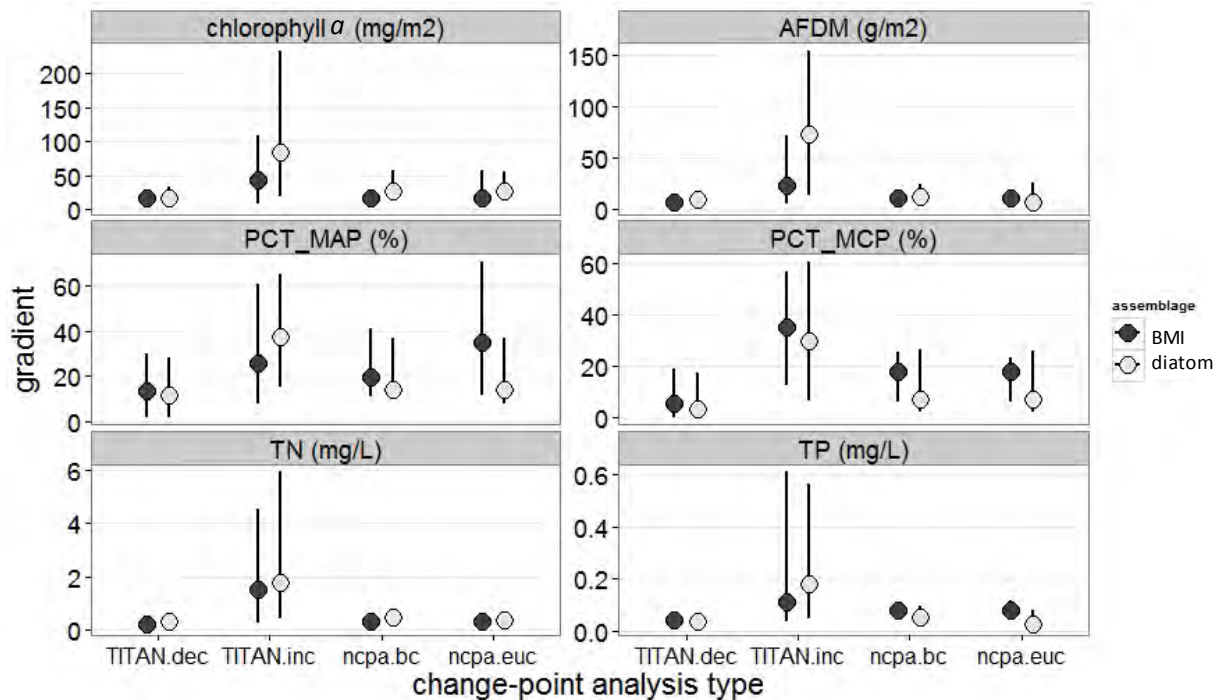 chlorophyll a (mg/m2)
AFDM (g/m2)
200
150
100
50
0
150
100
50
0
PCT_MAP (%)
PCT_MCP (%)
60
40
20
0
60
40
20
0
TN (mg/L)
TP (mg/L)
6
4
2
0
0.6
0.4
0.2
0.0
gradient
TITAN.dec TITAN.inc ncpa.bc ncpa.euc
TITAN.dec TITAN.inc ncpa.bc ncpa.euc
change-point analysis type
assemblage
BMI
diatom